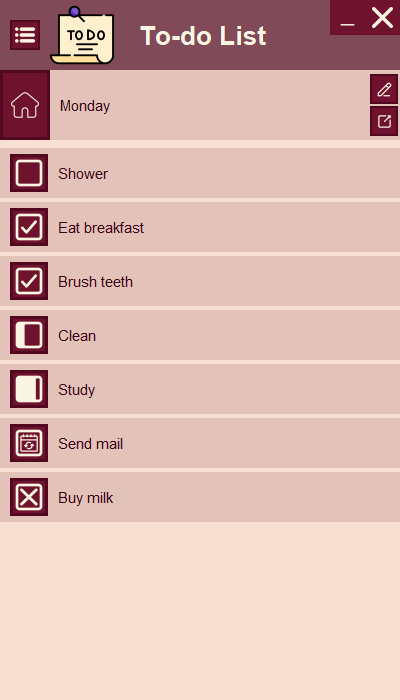 TO DO
To-do List
Monday
Shower
Eat breakfast
Brush teeth
Clean
Study
Send mail
Buy milk